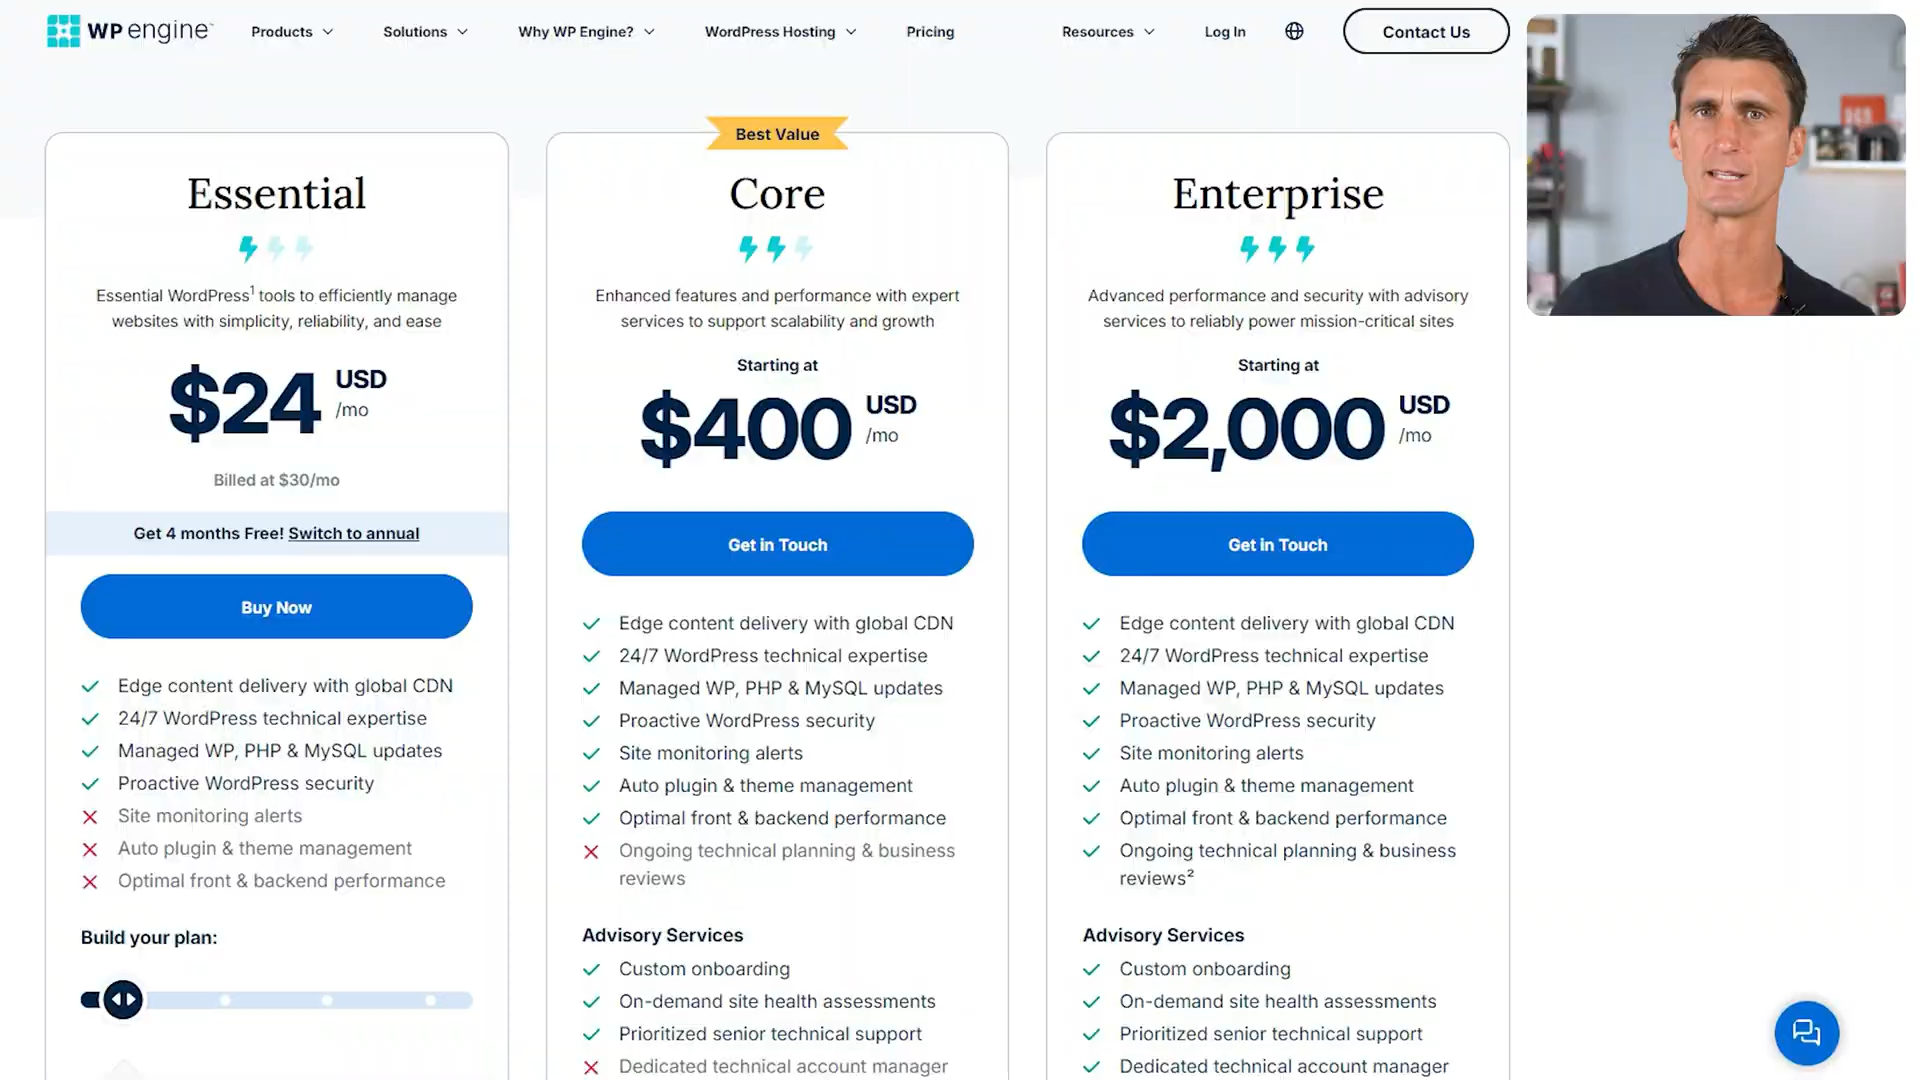 WP engine
Products
Solutions
Why WP Engine?
WordPress Hosting
Pricing
Resources
Log In
Contact Us
Essential
Essential WordPress¹ tools to efficiently manage
websites with simplicity, reliability, and ease
$24 USD
/mo
Billed at $30/mo
Get 4 months Free! Switch to annual
Buy Now
Edge content delivery with global CDN
24/7 WordPress technical expertise
Managed WP, PHP & MySQL updates
Proactive WordPress security
Site monitoring alerts
Auto plugin & theme management
Optimal front & backend performance
Build your plan:
Best Value
Core
Enhanced features and performance with expert
services to support scalability and growth
Starting at
$400 USD
/mo
Get in Touch
Edge content delivery with global CDN
24/7 WordPress technical expertise
Managed WP, PHP & MySQL updates
Proactive WordPress security
Site monitoring alerts
Auto plugin & theme management
Optimal front & backend performance
Ongoing technical planning & business
reviews
Advisory Services
Custom onboarding
On-demand site health assessments
Prioritized senior technical support
Dedicated technical account manager
Enterprise
Advanced performance and security with advisory
services to reliably power mission-critical sites
Starting at
$2,000 USD
/mo
Get in Touch
Edge content delivery with global CDN
24/7 WordPress technical expertise
Managed WP, PHP & MySQL updates
Proactive WordPress security
Site monitoring alerts
Auto plugin & theme management
Optimal front & backend performance
Ongoing technical planning & business
reviews²
Advisory Services
Custom onboarding
On-demand site health assessments
Prioritized senior technical support
Dedicated technical account manager